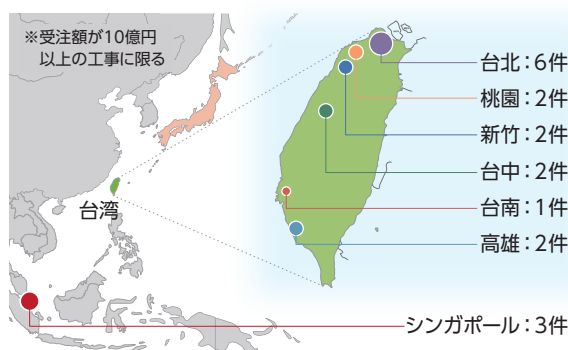 ※受注額が10億円
以上の工事に限る
台北：6件
桃園：2件
新竹：2件
台中：2件
台南：1件
高雄：2件
台湾
シンガポール：3件